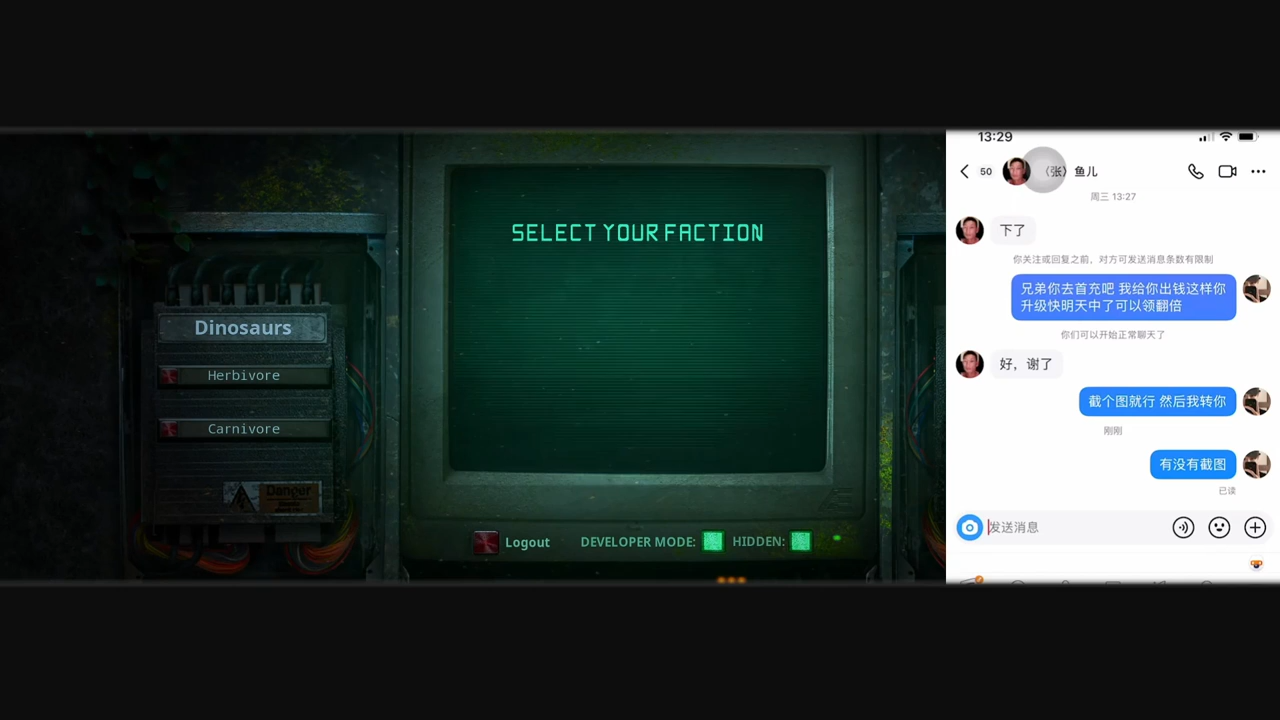 SELECT YOUR FACTION
Dinosaurs
Herbivore
Carnivore
Danger
Logout
DEVELOPER MODE:
HIDDEN:
13:29
50
（张）鱼儿
周三 13:27
下了
你关注或回复之前，对方可发送消息条数有限制
兄弟你去首充吧 我给你出钱这样你
升级快明天中了可以领翻倍
你们可以开始正常聊天了
好，谢了
截个图就行 然后我转你
刚刚
有没有截图
已读
发送消息